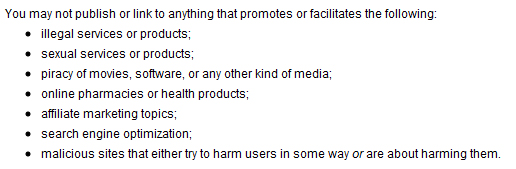 You may not publish or link to anything that promotes or facilitates the following:
• illegal services or products;
• sexual services or products;
• piracy of movies, software, or any other kind of media;
• online pharmacies or health products;
• affiliate marketing topics;
• search engine optimization;
• malicious sites that either try to harm users in some way or are about harming them.